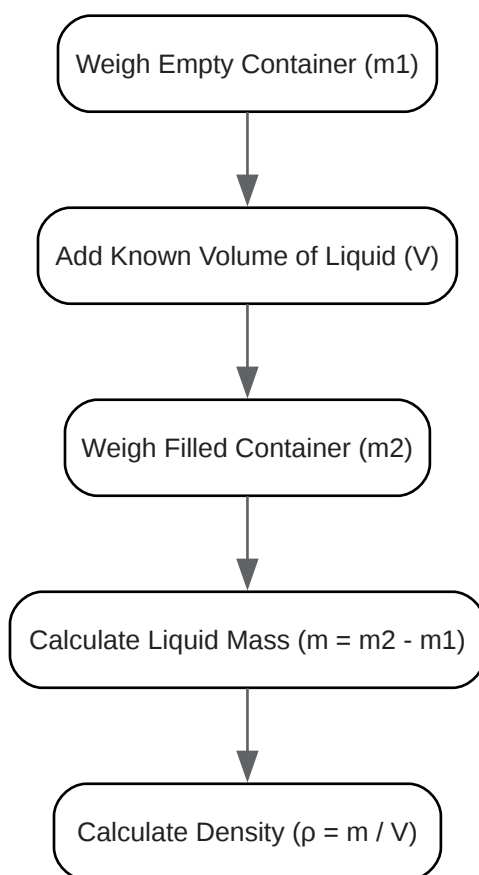 Weigh Empty Container (m1)
Add Known Volume of Liquid (V)
Weigh Filled Container (m2)
Calculate Liquid Mass (m = m2 - m1)
Calculate Density (ρ = m / V)